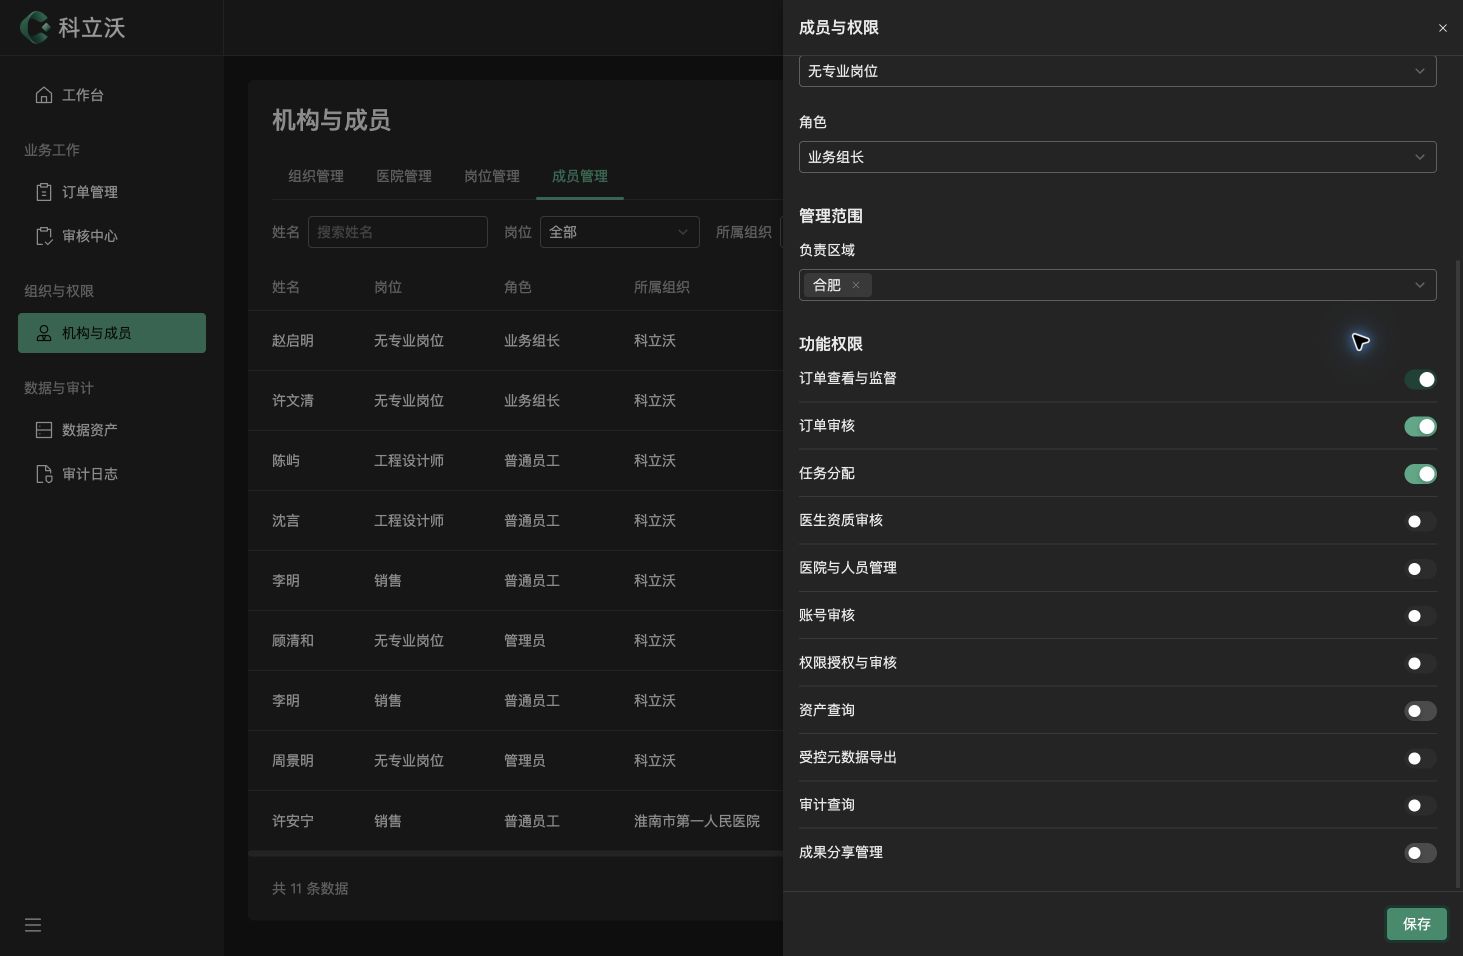 科立沃
工作台
业务工作
订单管理
审核中心
组织与权限
机构与成员
数据与审计
数据资产
审计日志
机构与成员
组织管理 医院管理 岗位管理 成员管理
姓名 搜索姓名 岗位 全部 所属组织
姓名 岗位 角色 所属组织
赵启明 无专业岗位 业务组长 科立沃
许文清 无专业岗位 业务组长 科立沃
陈屿 工程设计师 普通员工 科立沃
沈言 工程设计师 普通员工 科立沃
李明 销售 普通员工 科立沃
顾清和 无专业岗位 管理员 科立沃
李明 销售 普通员工 科立沃
周景明 无专业岗位 管理员 科立沃
许安宁 销售 普通员工 淮南市第一人民医院
共 11 条数据
成员与权限
无专业岗位
角色
业务组长
管理范围
负责区域
合肥
功能权限
订单查看与监督
订单审核
任务分配
医生资质审核
医院与人员管理
账号审核
权限授权与审核
资产查询
受控元数据导出
审计查询
成果分享管理
保存